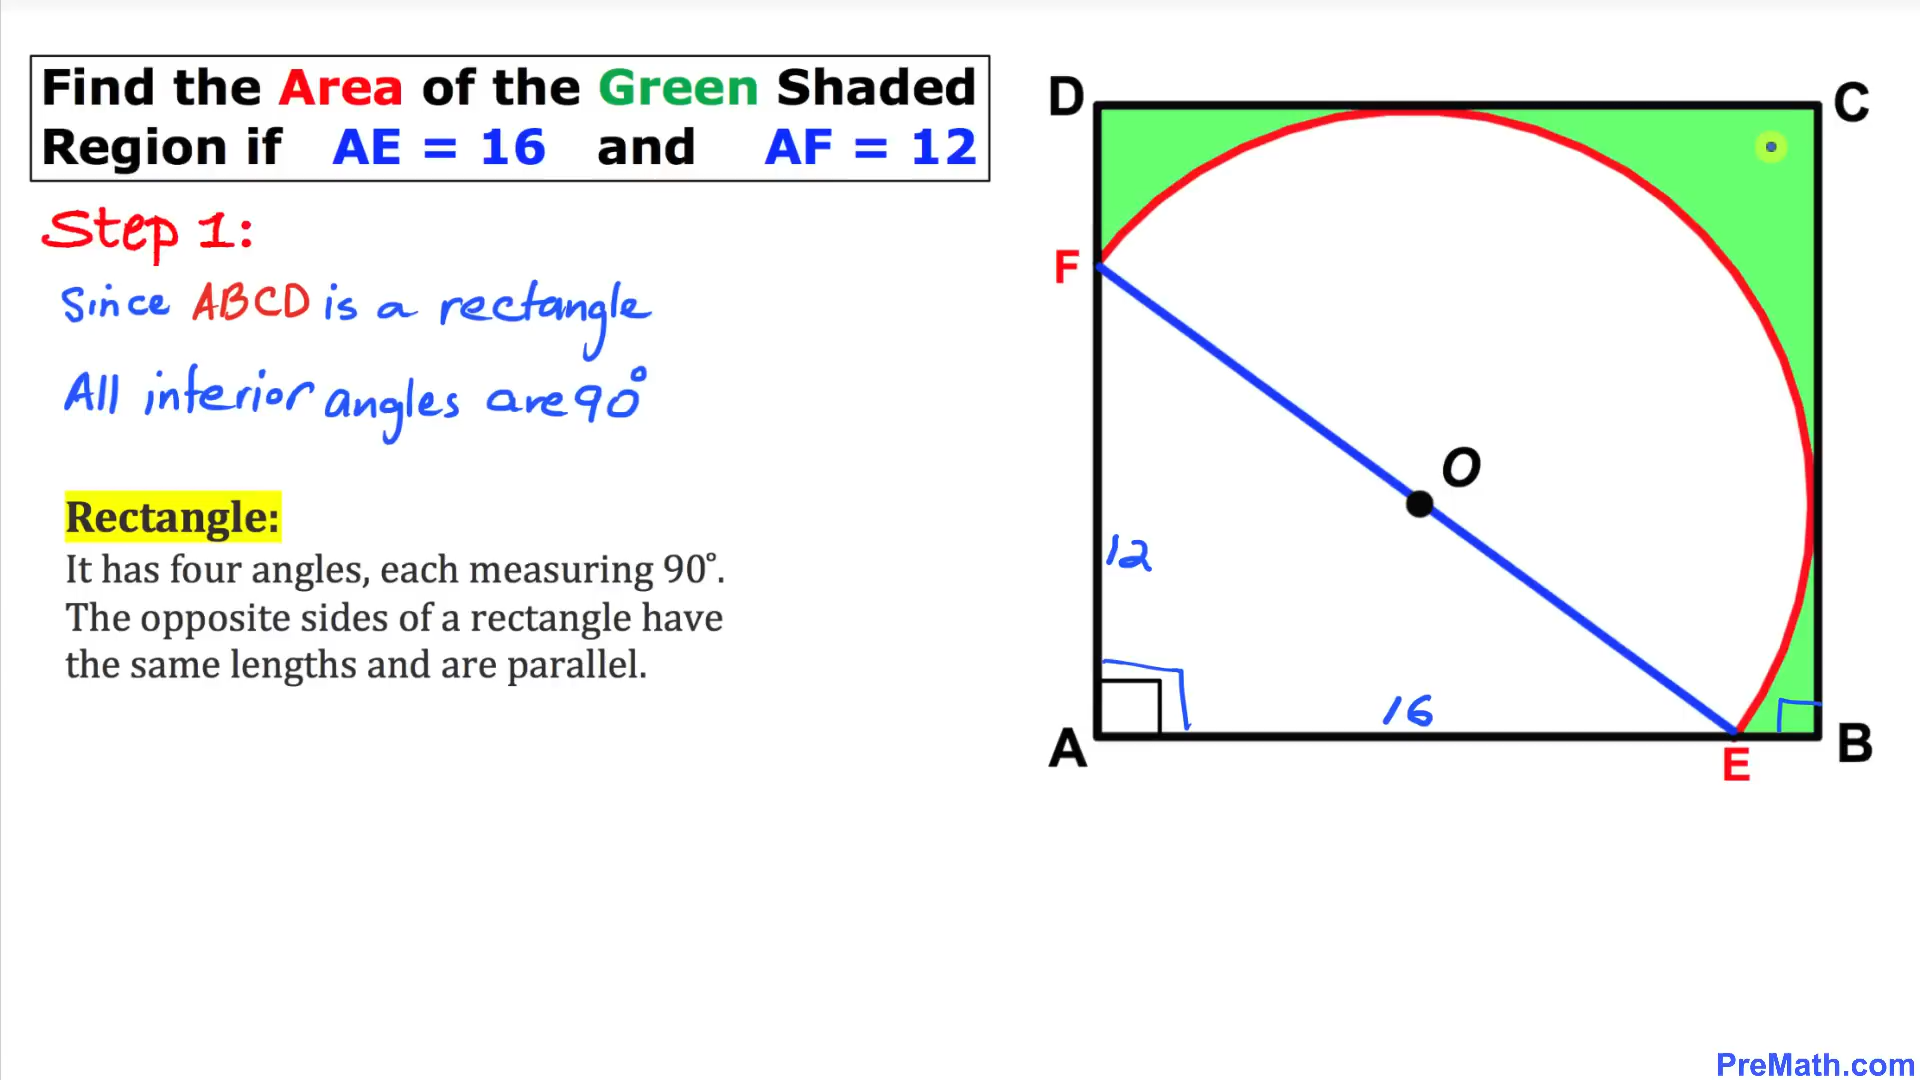 Find the Area of the Green Shaded
Region if AE = 16 and AF = 12
Step 1:
Since ABCD is a rectangle
All interior angles are 90°
Rectangle:
It has four angles, each measuring 90°.
The opposite sides of a rectangle have
the same lengths and are parallel.
D
C
F
O
12
16
A
E
B
PreMath.com